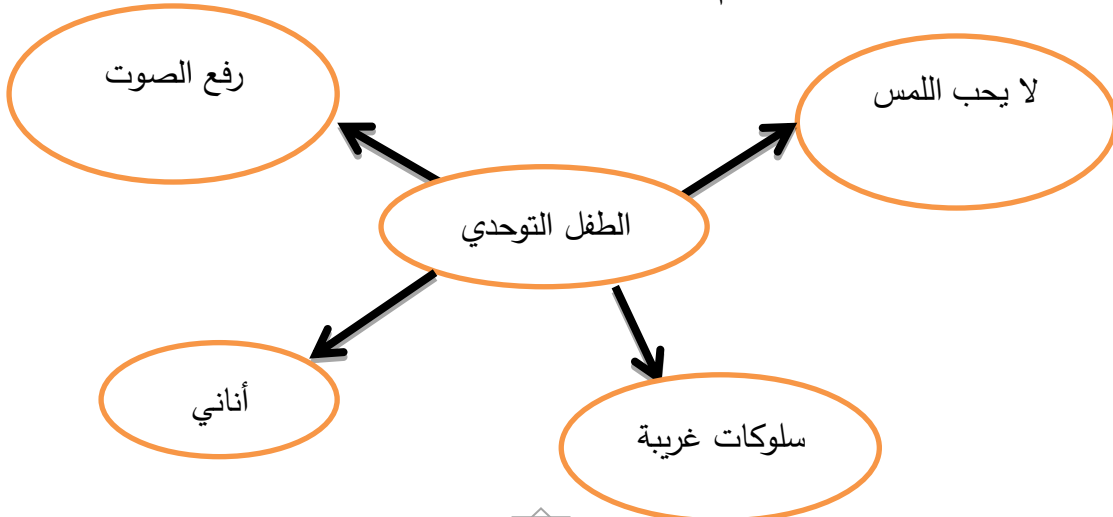 لا يحب اللمس
رفع الصوت
الطفل التوحدي
أناني
سلوكات غريبة